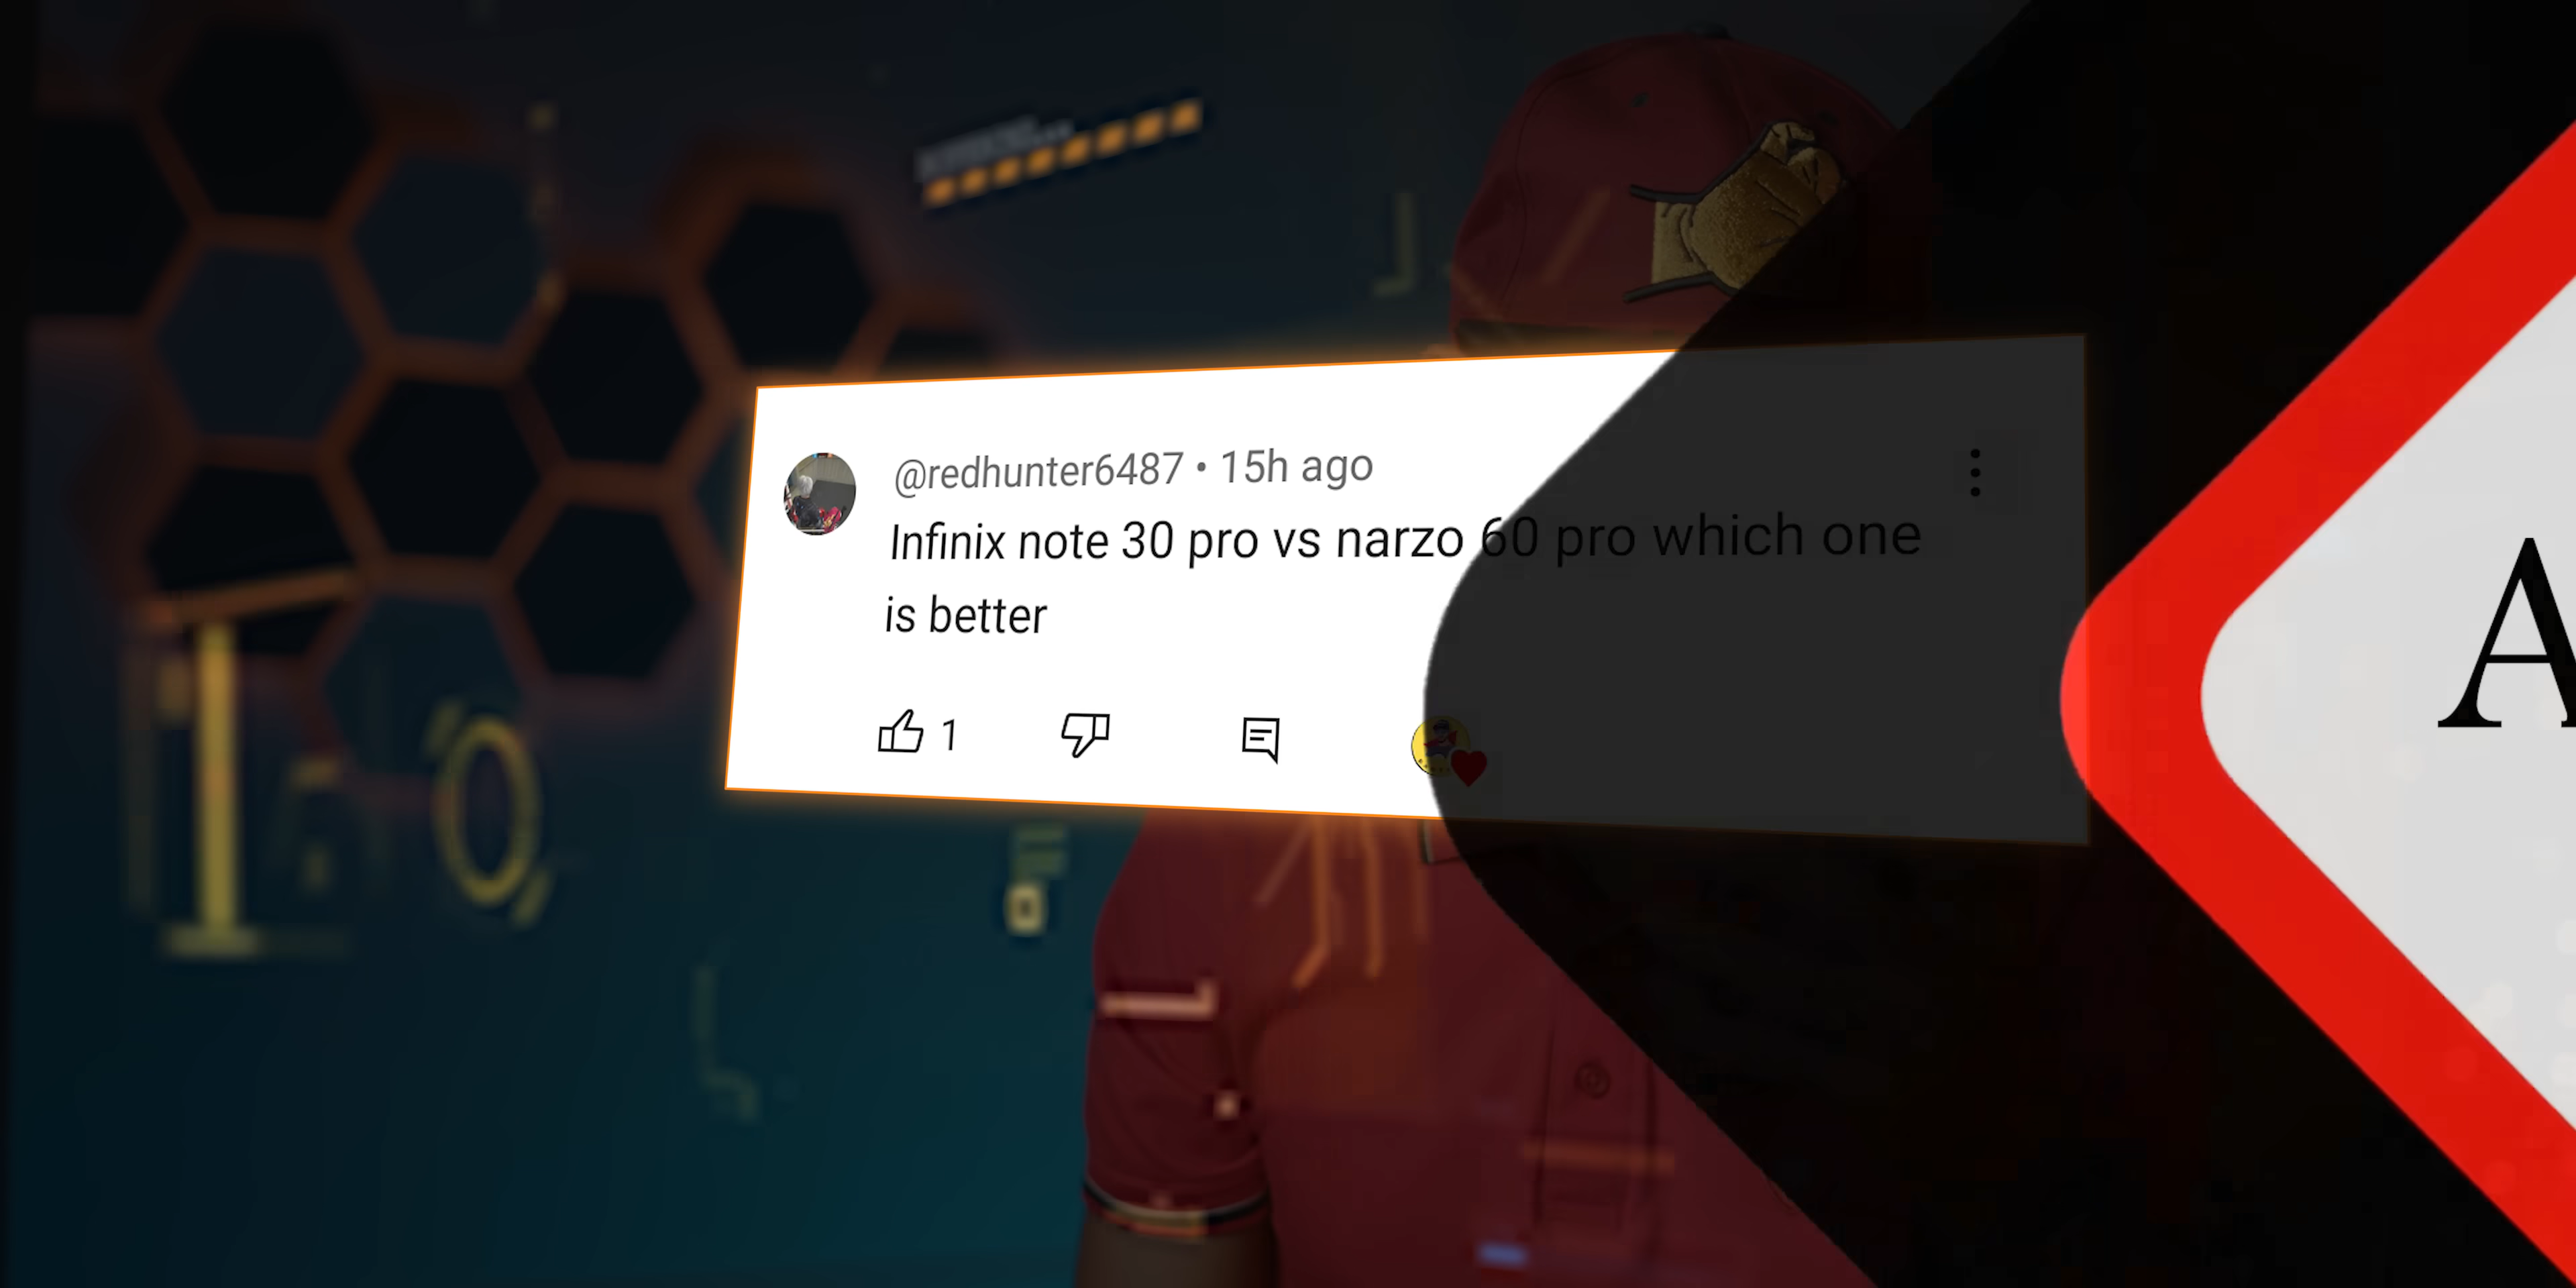 @redhunter6487 • 15h ago
Infinix note 30 pro vs narzo 60 pro which one
is better
1
A